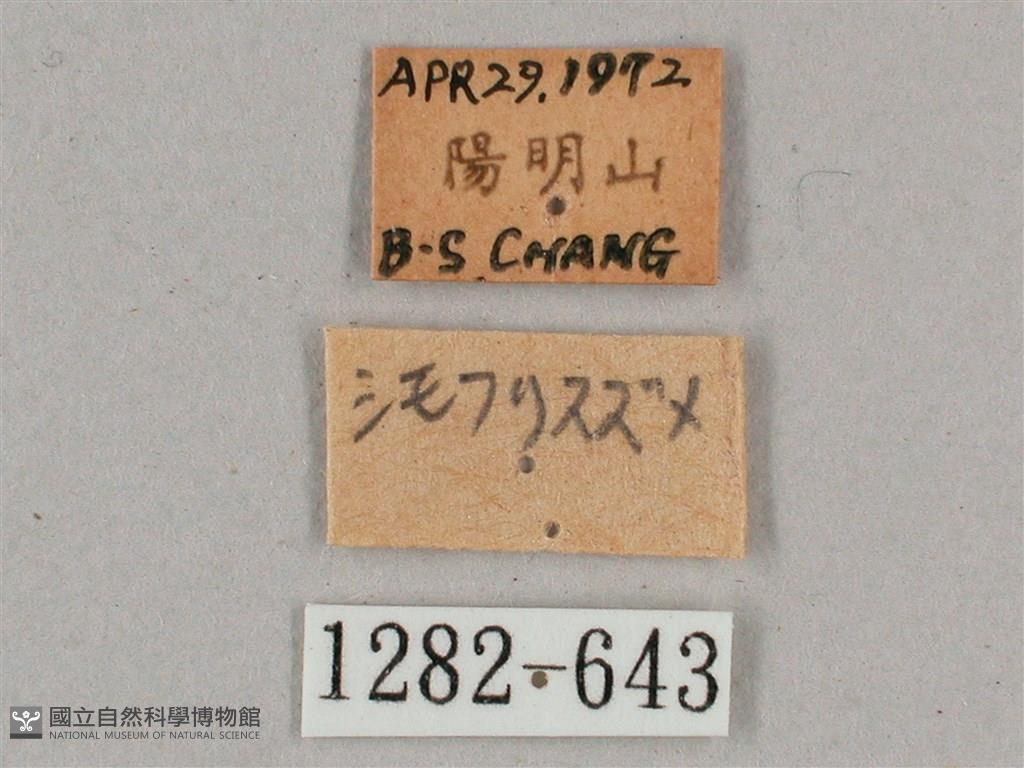 APR 29. 1972
陽明山
B-S CHANG
シモフリスズメ
1282-643
國立自然科學博物館
NATIONAL MUSEUM OF NATURAL SCIENCE